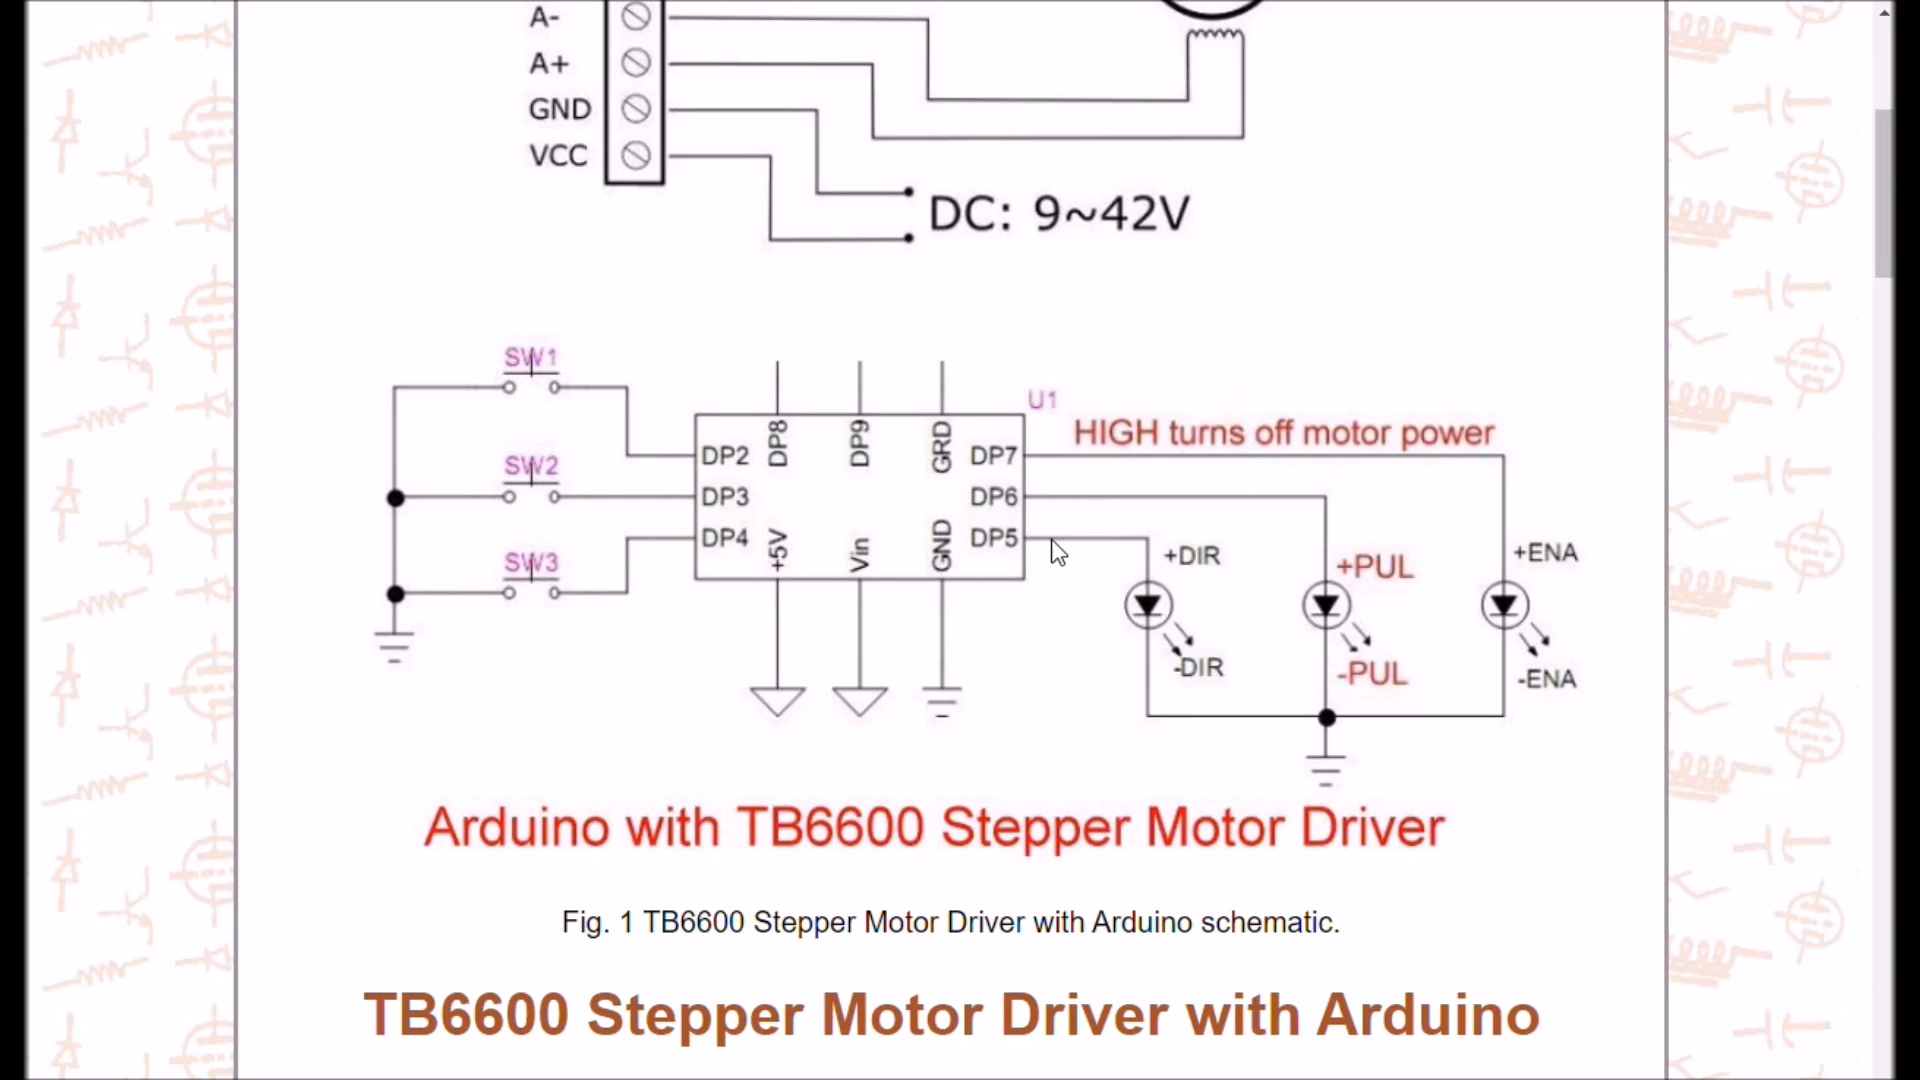 A-
A+
GND
VCC
DC: 9~42V
SW1
SW2
SW3
U1
DP8
DP9
GRD
DP2
DP3
DP4
+5V
Vin
GND
DP7
DP6
DP5
HIGH turns off motor power
+DIR
-DIR
+PUL
-PUL
+ENA
-ENA
Arduino with TB6600 Stepper Motor Driver
Fig. 1 TB6600 Stepper Motor Driver with Arduino schematic.
TB6600 Stepper Motor Driver with Arduino